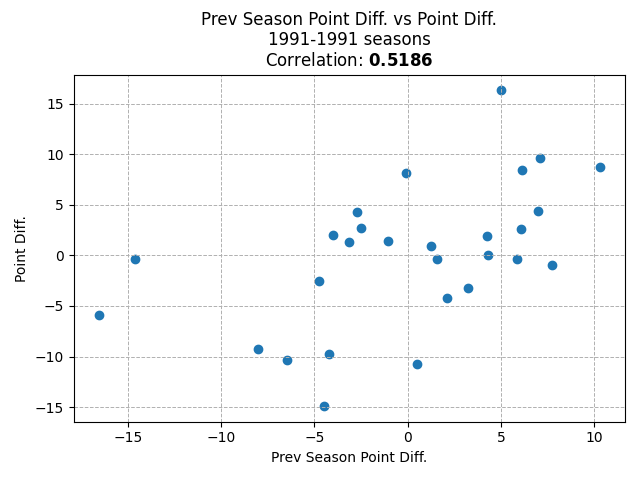 Prev Season Point Diff. vs Point Diff.
1991-1991 seasons
Correlation: 0.5186
15
10
5
0
−5
−10
−15
Point Diff.
−15
−10
−5
0
5
10
Prev Season Point Diff.